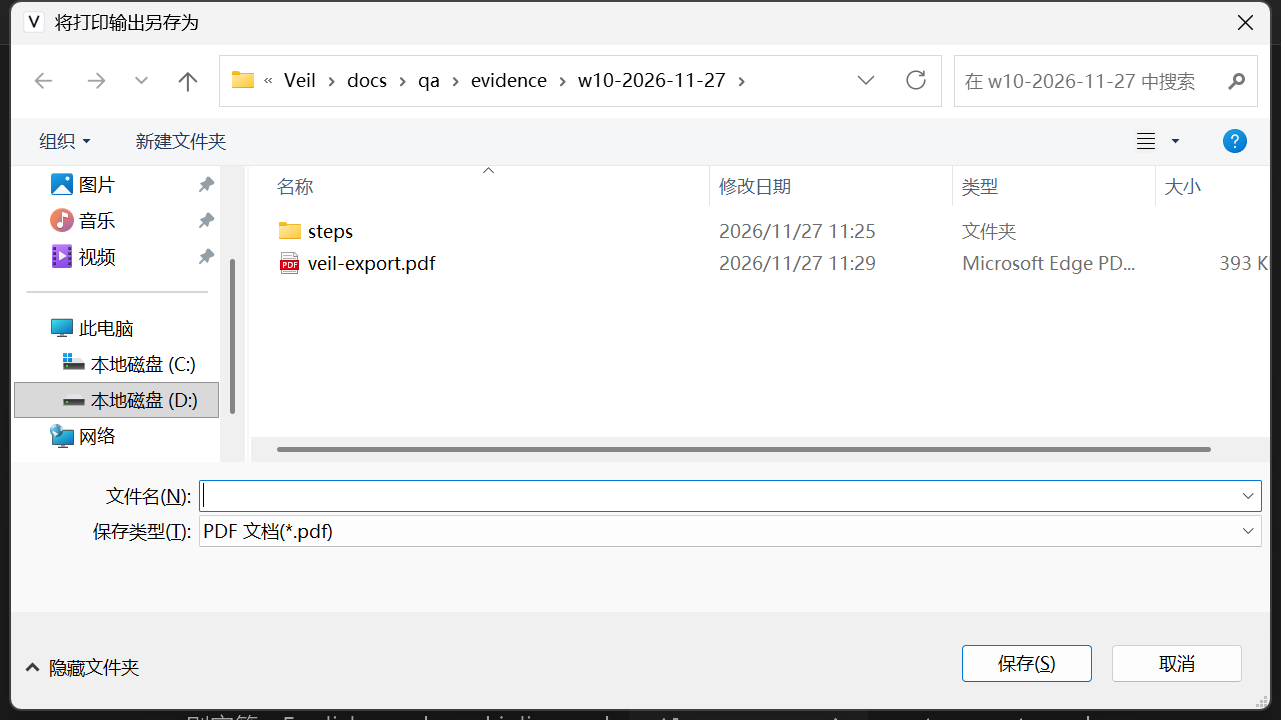 V 将打印输出另存为
« Veil › docs › qa › evidence › w10-2026-11-27 ›
在 w10-2026-11-27 中搜索
组织 新建文件夹 ?
图片
音乐
视频
此电脑
本地磁盘 (C:)
本地磁盘 (D:)
网络
名称 修改日期 类型 大小
steps 2026/11/27 11:25 文件夹
veil-export.pdf 2026/11/27 11:29 Microsoft Edge PD... 393 K
文件名(N):
保存类型(T): PDF 文档(*.pdf)
隐藏文件夹 保存(S) 取消